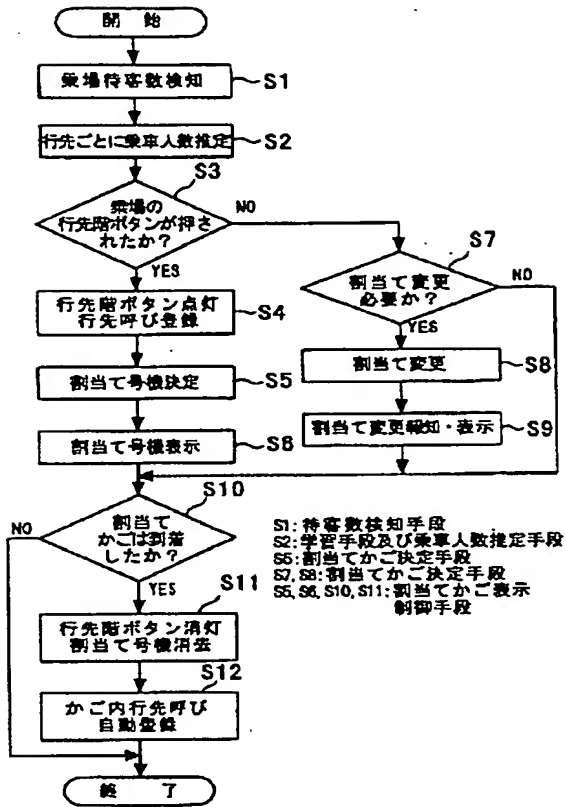 開 始
乗場待客数検知
S1
行先ごとに乗車人数推定
S2
S3
乗場の
行先階ボタンが押さ
れたか?
NO
YES
S7
割当て変更
必要か?
NO
YES
行先階ボタン点灯
行先呼び登録
S4
割当て変更
S8
割当て号機決定
S5
割当て変更報知・表示
S9
割当て号機表示
S6
S10
NO
割当て
かごは到着
したか?
YES
S11
行先階ボタン消灯
割当て号機消去
S12
かご内行先呼び
自動登録
終 了
S1:待客数検知手段
S2:学習手段及び乗車人数推定手段
S5:割当てかご決定手段
S7,S8:割当てかご決定手段
S5,S6,S10,S11:割当てかご表示
制御手段